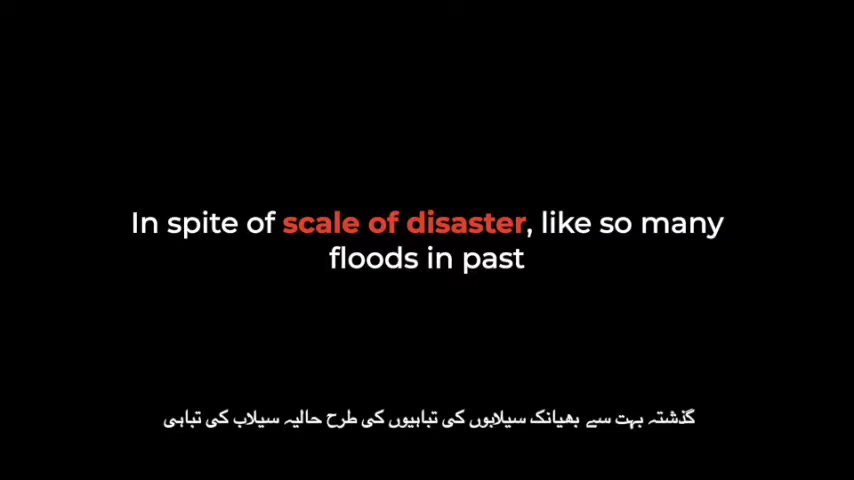 In spite of scale of disaster, like so many
floods in past
گذشتہ بہت سے بھیانک سیلابوں کی تباہیوں کی طرح حالیہ سیلاب کی تباہی